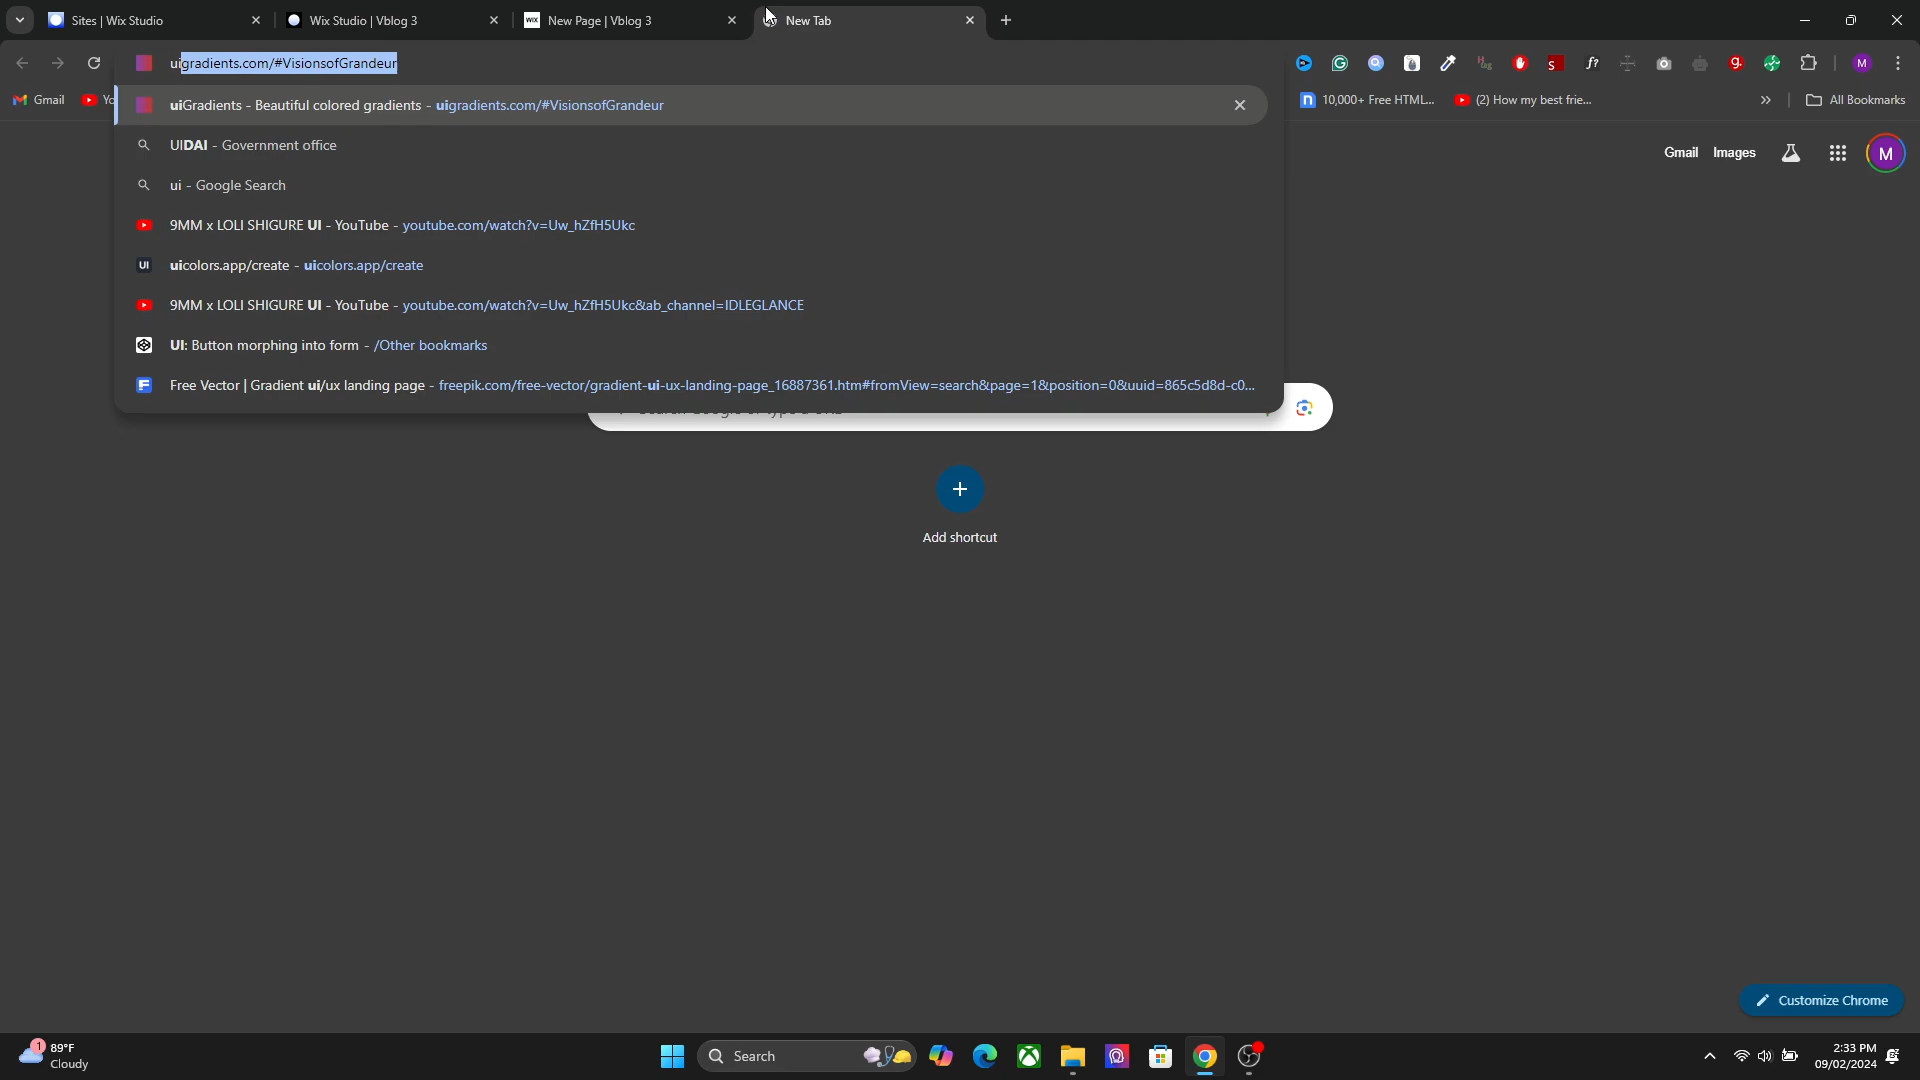 Sites | Wix Studio
Wix Studio | Vblog 3
WIX New Page | Vblog 3
New Tab
uigradients.com/#VisionsofGrandeur
M
Gmail
n 10,000+ Free HTML...
(2) How my best frie...
All Bookmarks
uiGradients - Beautiful colored gradients - uigradients.com/#VisionsofGrandeur
UIDAI - Government office
ui - Google Search
9MM x LOLI SHIGURE UI - YouTube - youtube.com/watch?v=Uw_hZfH5Ukc
UI uicolors.app/create - uicolors.app/create
9MM x LOLI SHIGURE UI - YouTube - youtube.com/watch?v=Uw_hZfH5Ukc&ab_channel=IDLEGLANCE
UI: Button morphing into form - /Other bookmarks
Free Vector | Gradient ui/ux landing page - freepik.com/free-vector/gradient-ui-ux-landing-page_16887361.htm#fromView=search&page=1&position=0&uuid=865c5d8d-c0...
Gmail Images
M
Add shortcut
Customize Chrome
1 89°F
Cloudy
Search
2:33 PM
09/02/2024